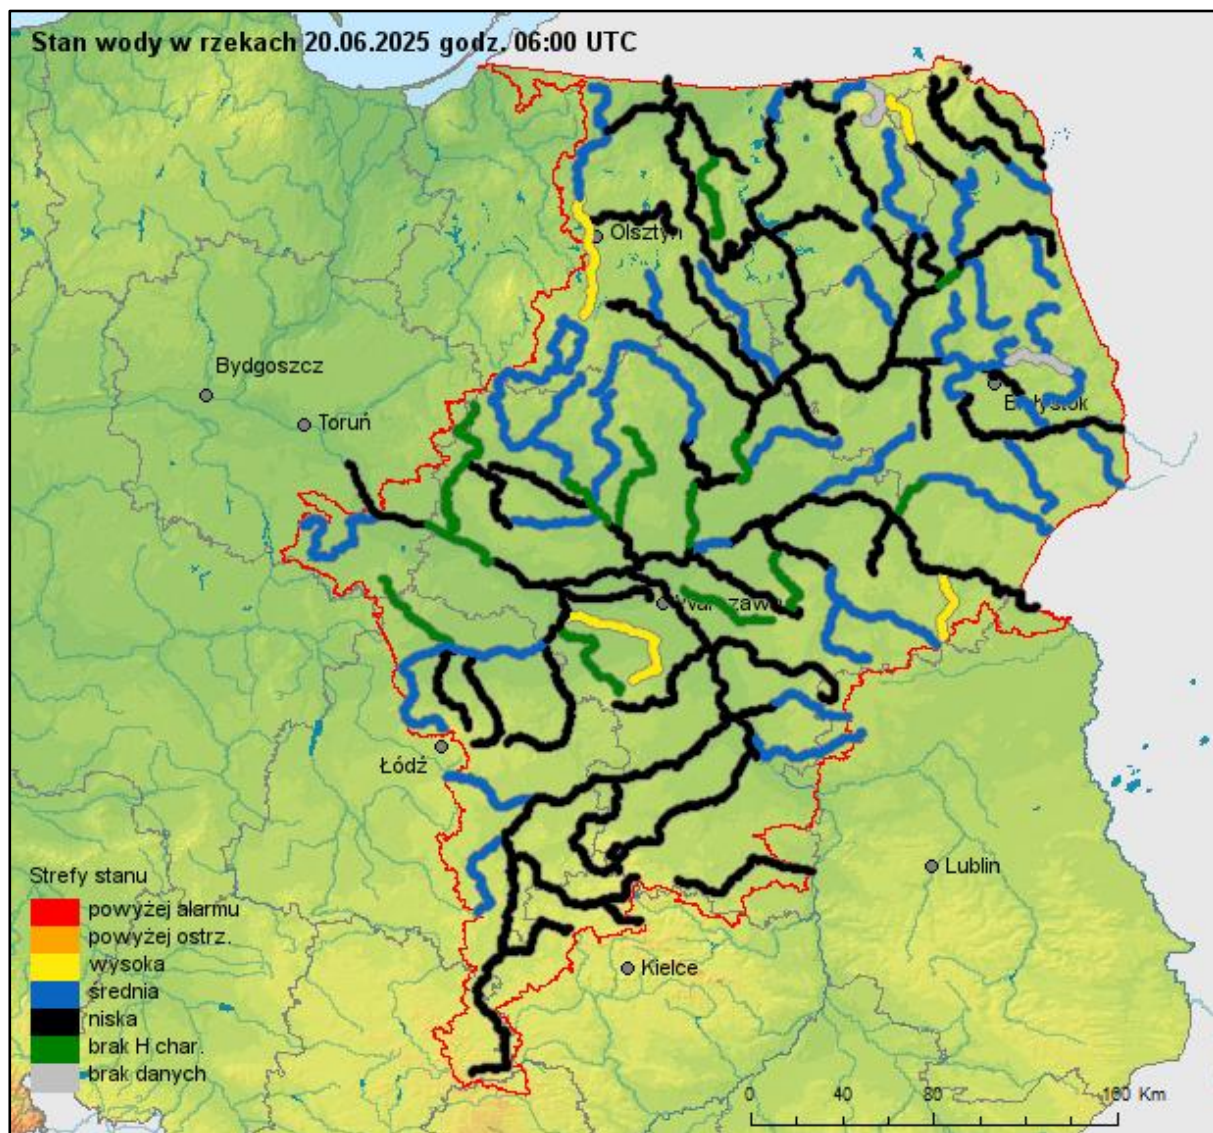 Stan wody w rzekach 20.06.2025 godz. 06:00 UTC
Olsztyn
Bydgoszcz
Toruń
Białystok
Warszawa
Łódź
Lublin
Kielce
Strefy stanu
powyżej alarmu
powyżej ostrz.
wysoka
średnia
niska
brak H char.
brak danych
0 40 80 160 Km